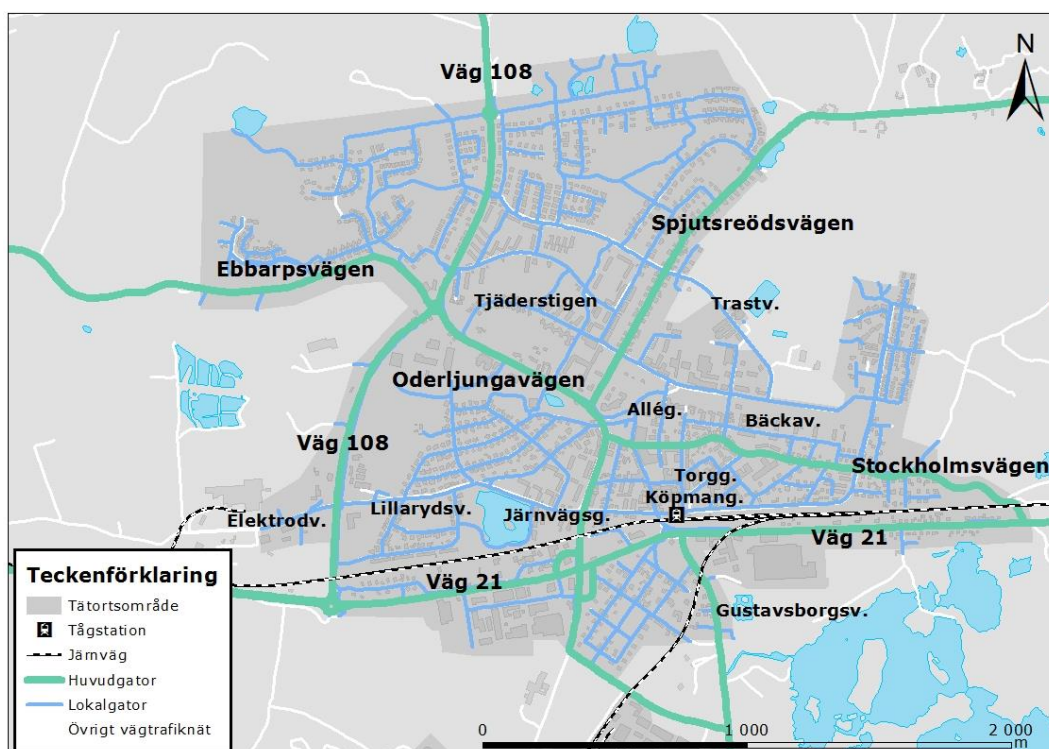 N
Väg 108
Spjutsreödsvägen
Ebbarpsvägen
Tjäderstigen
Trastv.
Oderljungavägen
Allég.
Bäckav.
Väg 108
Stockholmsvägen
Torgg.
Köpmang.
Lillarydsv.
Järnvägsg.
Elektrodv.
Väg 21
Väg 21
Gustavsborgsv.
Teckenförklaring
Tätortsområde
Tågstation
Järnväg
Huvudgator
Lokalgator
Övrigt vägtrafiknät
0 1 000 2 000
m